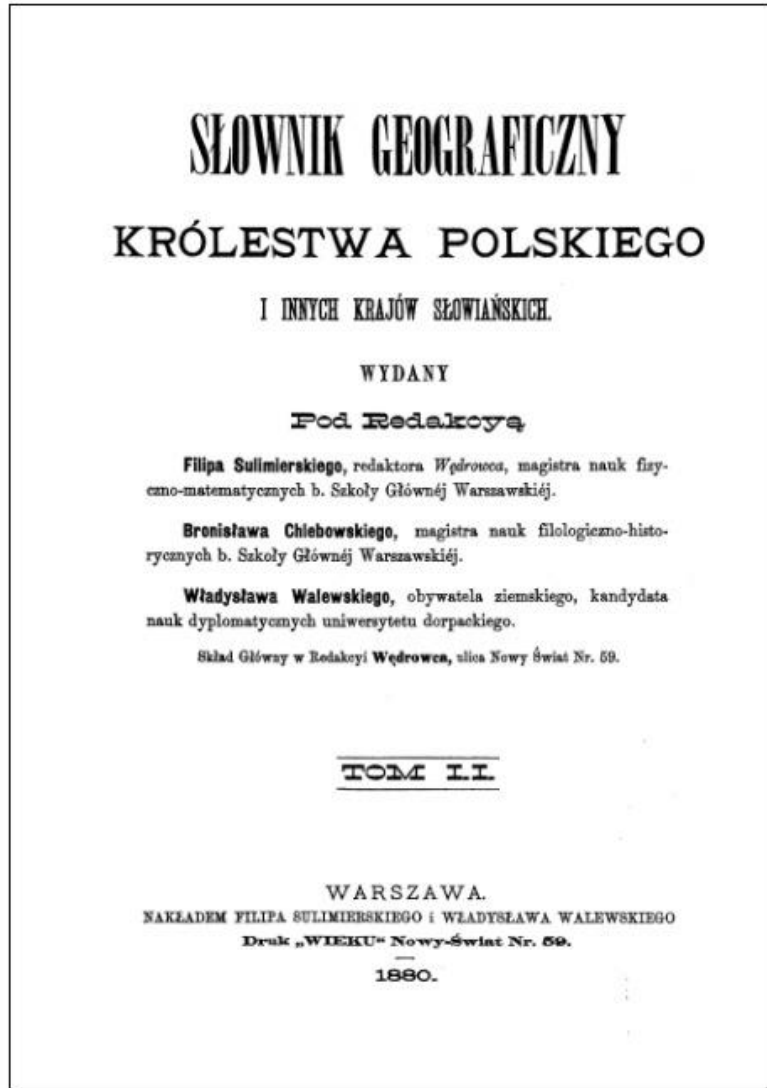 SŁOWNIK GEOGRAFICZNY
KRÓLESTWA POLSKIEGO
I INNYCH KRAJÓW SŁOWIAŃSKICH.
WYDANY
Pod Redakcyą
Filipa Sulimierskiego, redaktora Wędrowca, magistra nauk fizy-
czno-matematycznych b. Szkoły Głównéj Warszawskiéj.
Bronisława Chlebowskiego, magistra nauk filologiczno-histo-
rycznych b. Szkoły Głównéj Warszawskiéj.
Władysława Walewskiego, obywatela ziemskiego, kandydata
nauk dyplomatycznych uniwersytetu dorpackiego.
Skład Główny w Redakcyi Wędrowca, ulica Nowy Świat Nr. 59.
TOM II.
WARSZAWA.
NAKŁADEM FILIPA SULIMIERSKIEGO i WŁADYSŁAWA WALEWSKIEGO
Druk „WIEKU“ Nowy-Świat Nr. 59.
1880.